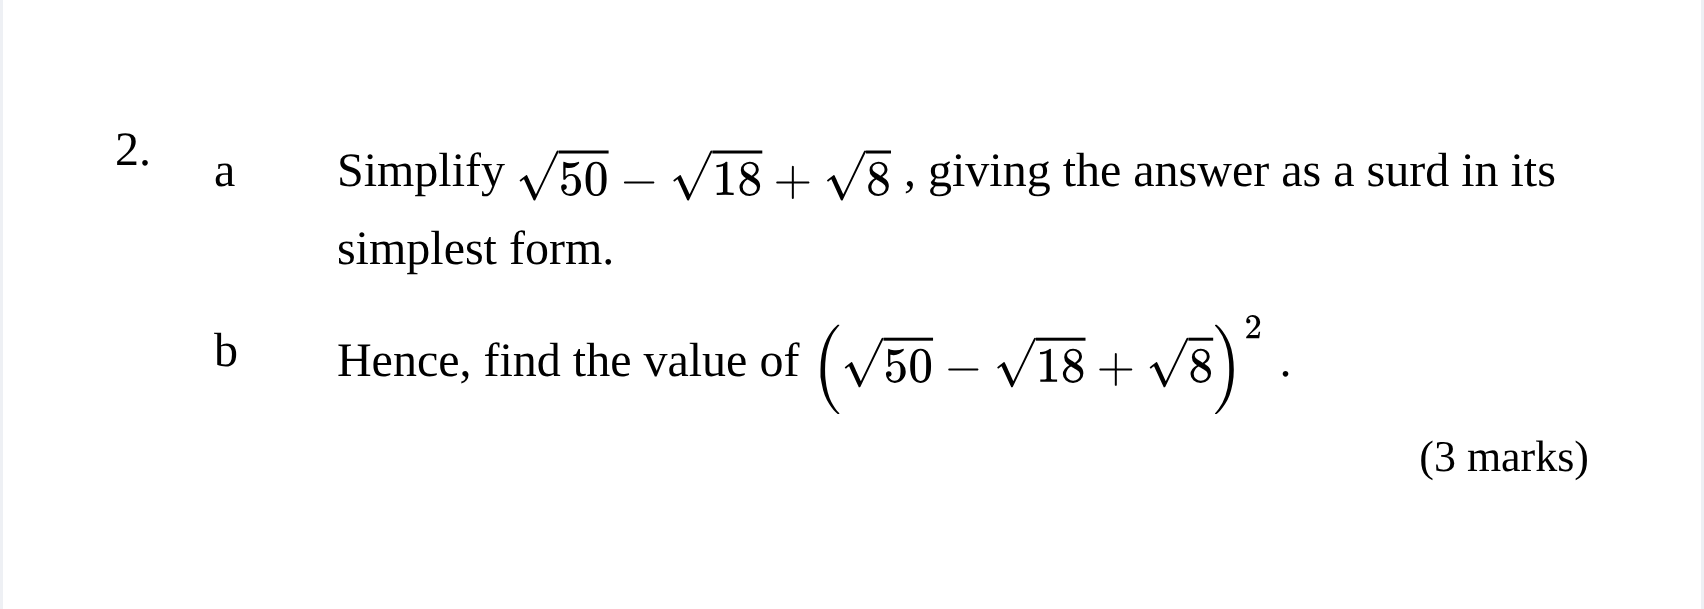 2. a Simplify √50 − √18 + √8 , giving the answer as a surd in its
simplest form.
b Hence, find the value of (√50 − √18 + √8)² .
(3 marks)